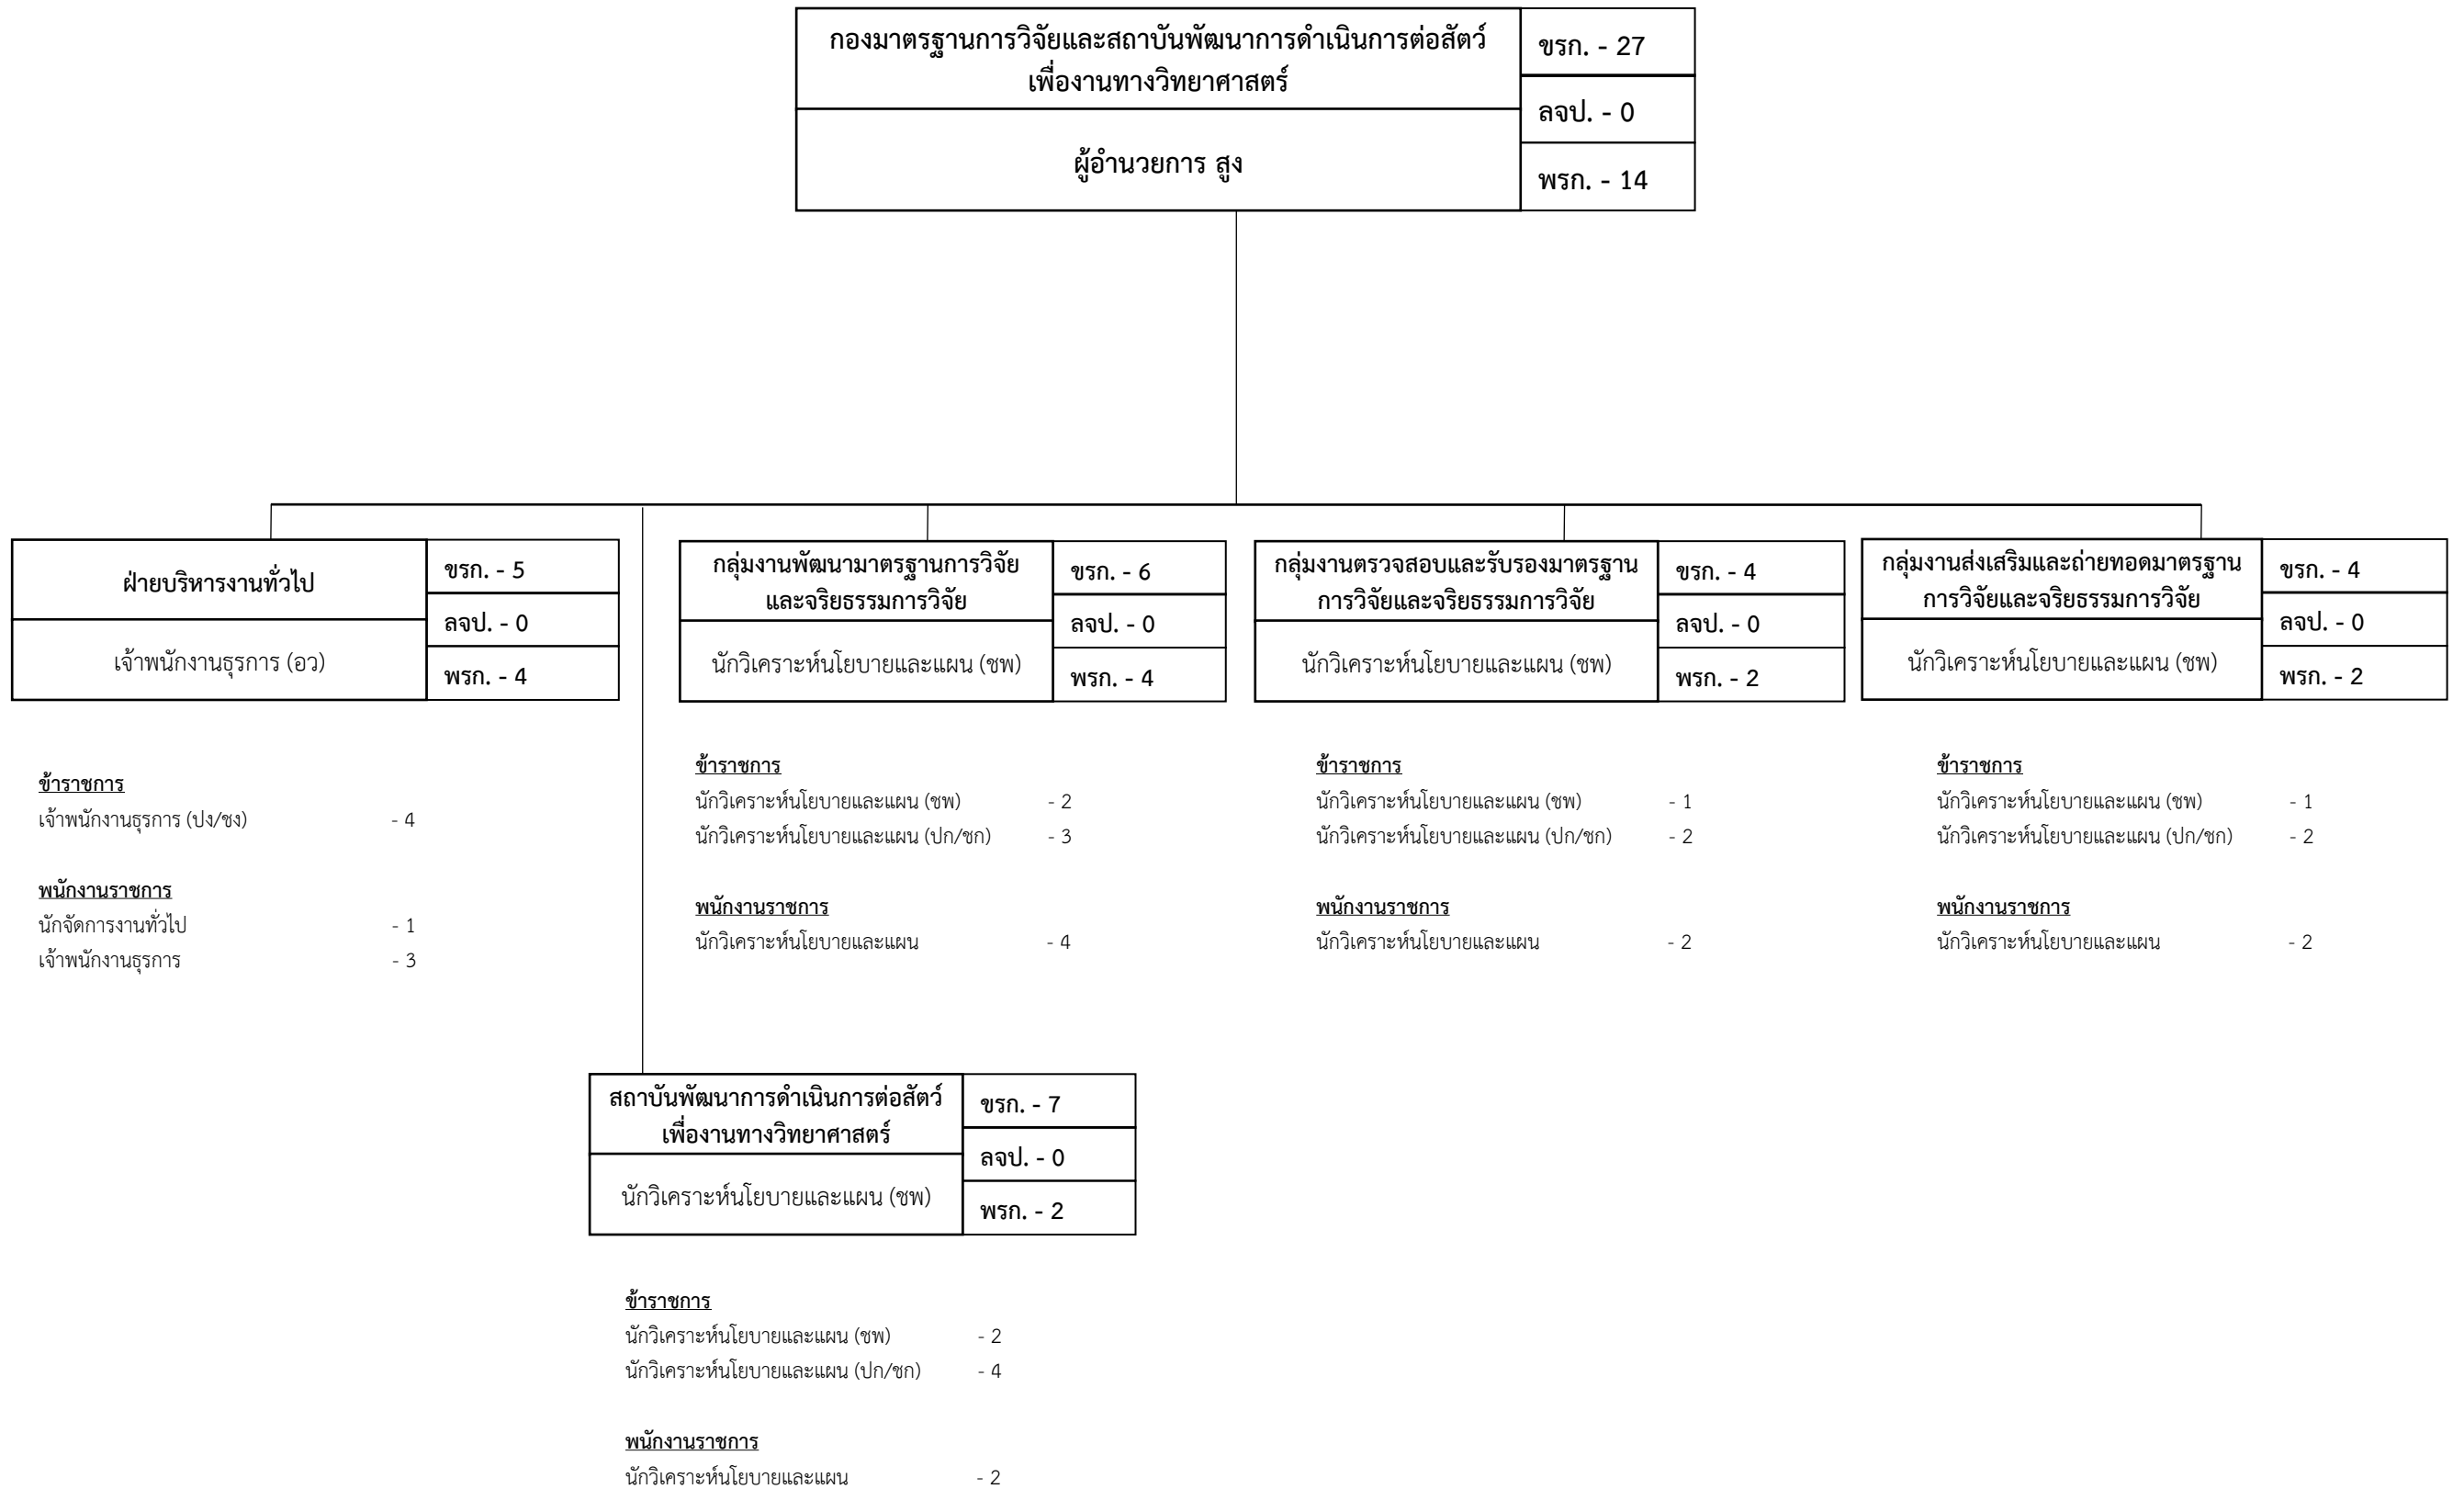 กองมาตรฐานการวิจัยและสถาบันพัฒนาการดำเนินการต่อสัตว์
เพื่องานทางวิทยาศาสตร์
ผู้อำนวยการ สูง
ขรก. - 27
ลจป. - 0
พรก. - 14
ฝ่ายบริหารงานทั่วไป
เจ้าพนักงานธุรการ (อว)
ขรก. - 5
ลจป. - 0
พรก. - 4
ข้าราชการ
เจ้าพนักงานธุรการ (ปง/ชง) - 4
พนักงานราชการ
นักจัดการงานทั่วไป - 1
เจ้าพนักงานธุรการ - 3
กลุ่มงานพัฒนามาตรฐานการวิจัย
และจริยธรรมการวิจัย
นักวิเคราะห์นโยบายและแผน (ชพ)
ขรก. - 6
ลจป. - 0
พรก. - 4
ข้าราชการ
นักวิเคราะห์นโยบายและแผน (ชพ) - 2
นักวิเคราะห์นโยบายและแผน (ปก/ชก) - 3
พนักงานราชการ
นักวิเคราะห์นโยบายและแผน - 4
กลุ่มงานตรวจสอบและรับรองมาตรฐาน
การวิจัยและจริยธรรมการวิจัย
นักวิเคราะห์นโยบายและแผน (ชพ)
ขรก. - 4
ลจป. - 0
พรก. - 2
ข้าราชการ
นักวิเคราะห์นโยบายและแผน (ชพ) - 1
นักวิเคราะห์นโยบายและแผน (ปก/ชก) - 2
พนักงานราชการ
นักวิเคราะห์นโยบายและแผน - 2
กลุ่มงานส่งเสริมและถ่ายทอดมาตรฐาน
การวิจัยและจริยธรรมการวิจัย
นักวิเคราะห์นโยบายและแผน (ชพ)
ขรก. - 4
ลจป. - 0
พรก. - 2
ข้าราชการ
นักวิเคราะห์นโยบายและแผน (ชพ) - 1
นักวิเคราะห์นโยบายและแผน (ปก/ชก) - 2
พนักงานราชการ
นักวิเคราะห์นโยบายและแผน - 2
สถาบันพัฒนาการดำเนินการต่อสัตว์
เพื่องานทางวิทยาศาสตร์
นักวิเคราะห์นโยบายและแผน (ชพ)
ขรก. - 7
ลจป. - 0
พรก. - 2
ข้าราชการ
นักวิเคราะห์นโยบายและแผน (ชพ) - 2
นักวิเคราะห์นโยบายและแผน (ปก/ชก) - 4
พนักงานราชการ
นักวิเคราะห์นโยบายและแผน - 2